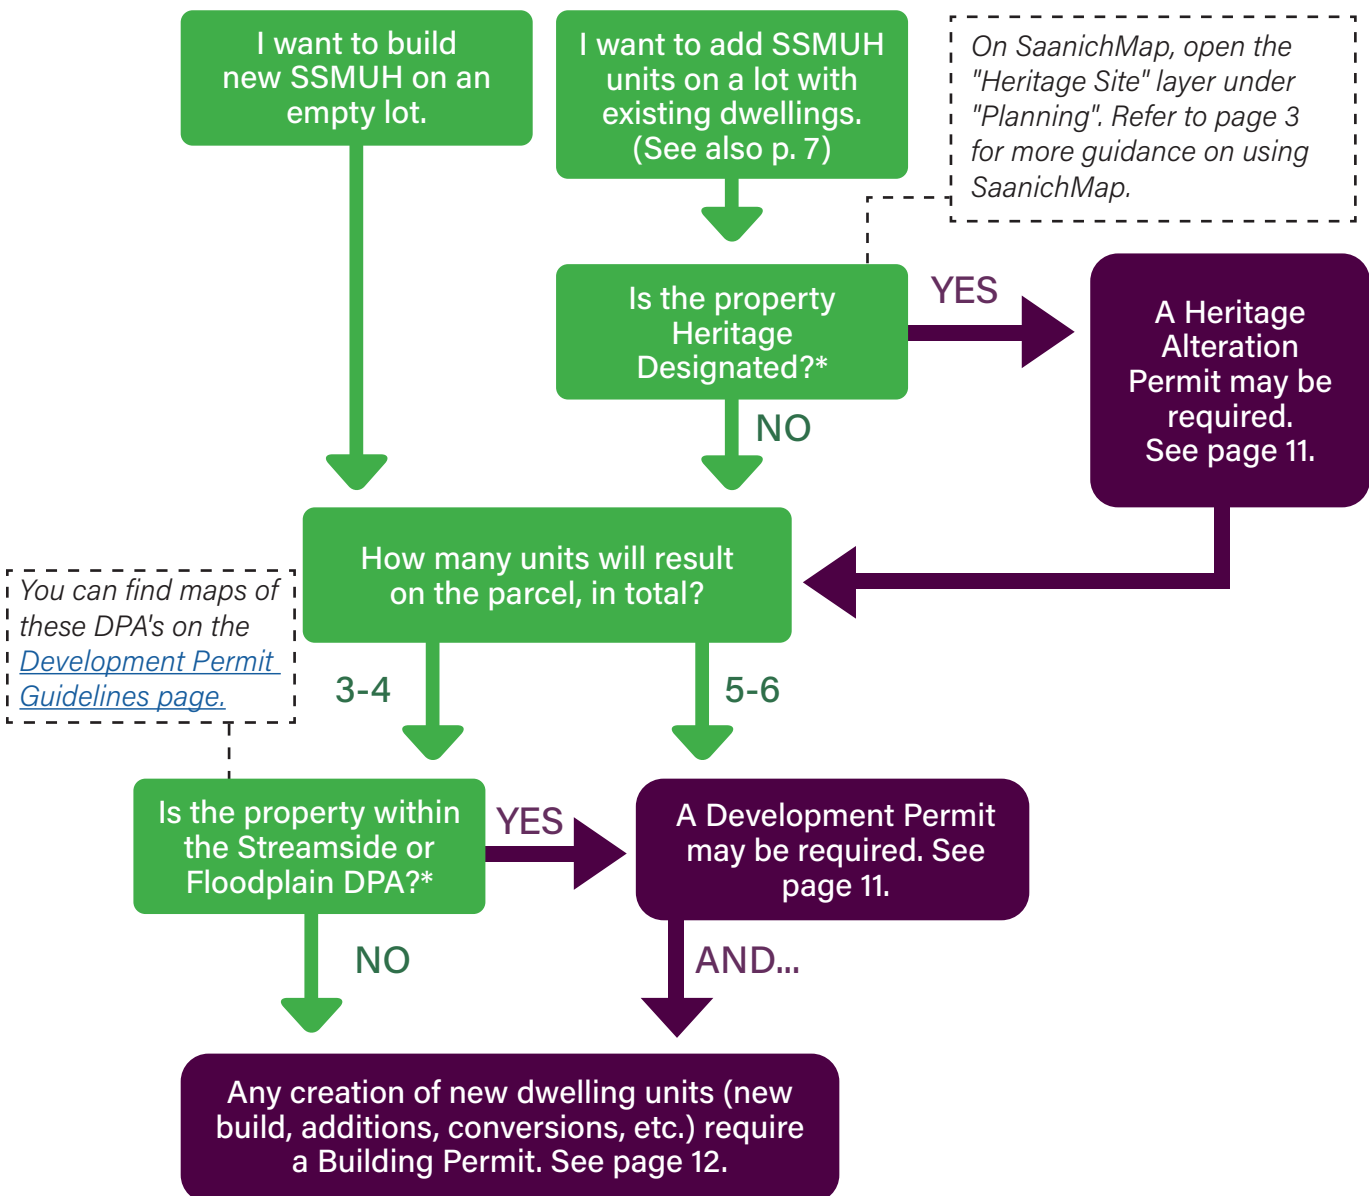 I want to build
new SSMUH on an
empty lot.
I want to add SSMUH
units on a lot with
existing dwellings.
(See also p. 7)
On SaanichMap, open the
"Heritage Site" layer under
"Planning". Refer to page 3
for more guidance on using
SaanichMap.
Is the property
Heritage
Designated?*
YES
A Heritage
Alteration
Permit may be
required.
See page 11.
NO
How many units will result
on the parcel, in total?
You can find maps of
these DPA's on the
Development Permit
Guidelines page.
3-4
5-6
Is the property within
the Streamside or
Floodplain DPA?*
YES
A Development Permit
may be required. See
page 11.
NO
AND...
Any creation of new dwelling units (new
build, additions, conversions, etc.) require
a Building Permit. See page 12.